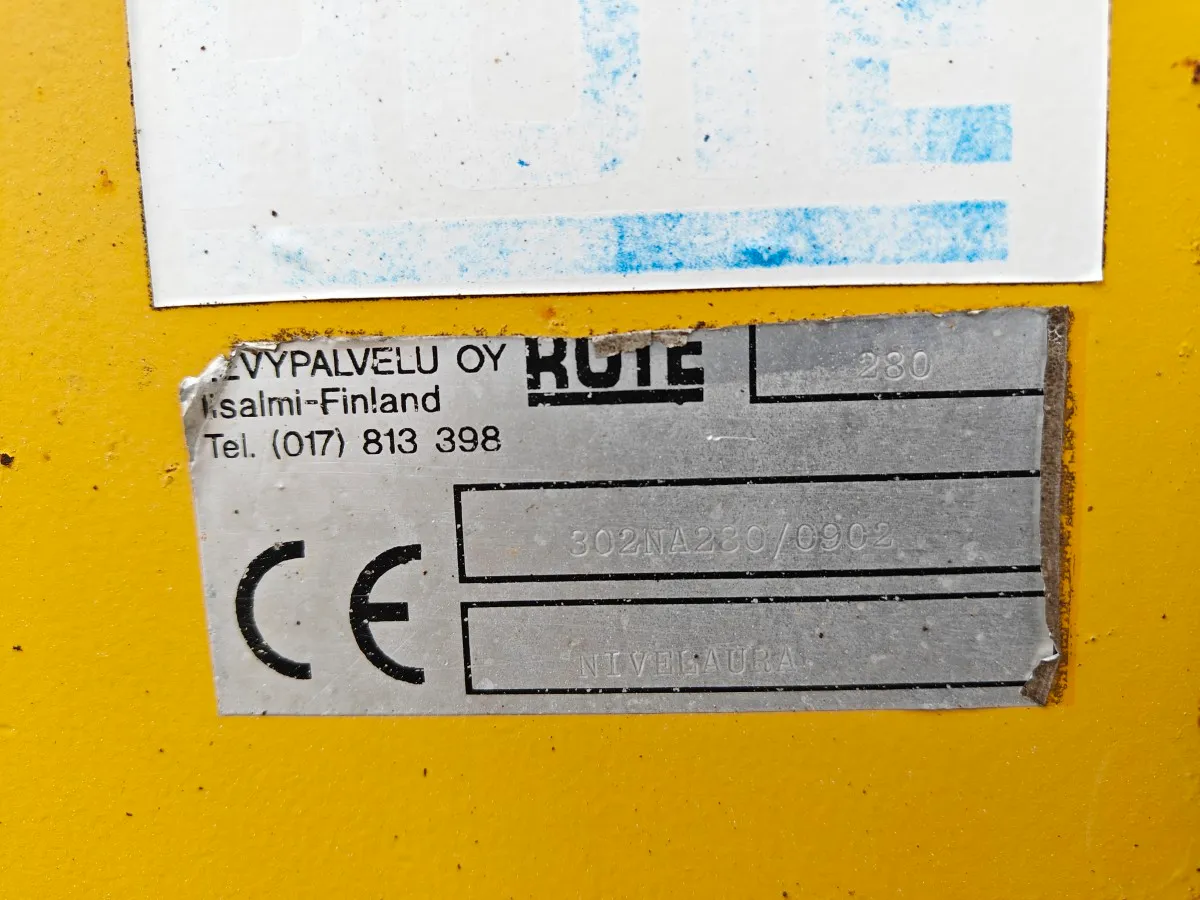 LEVYPALVELU OY
Iisalmi-Finland
Tel. (017) 813 398
ROTE
280
302NA280/0902
NIVELAURA
CE